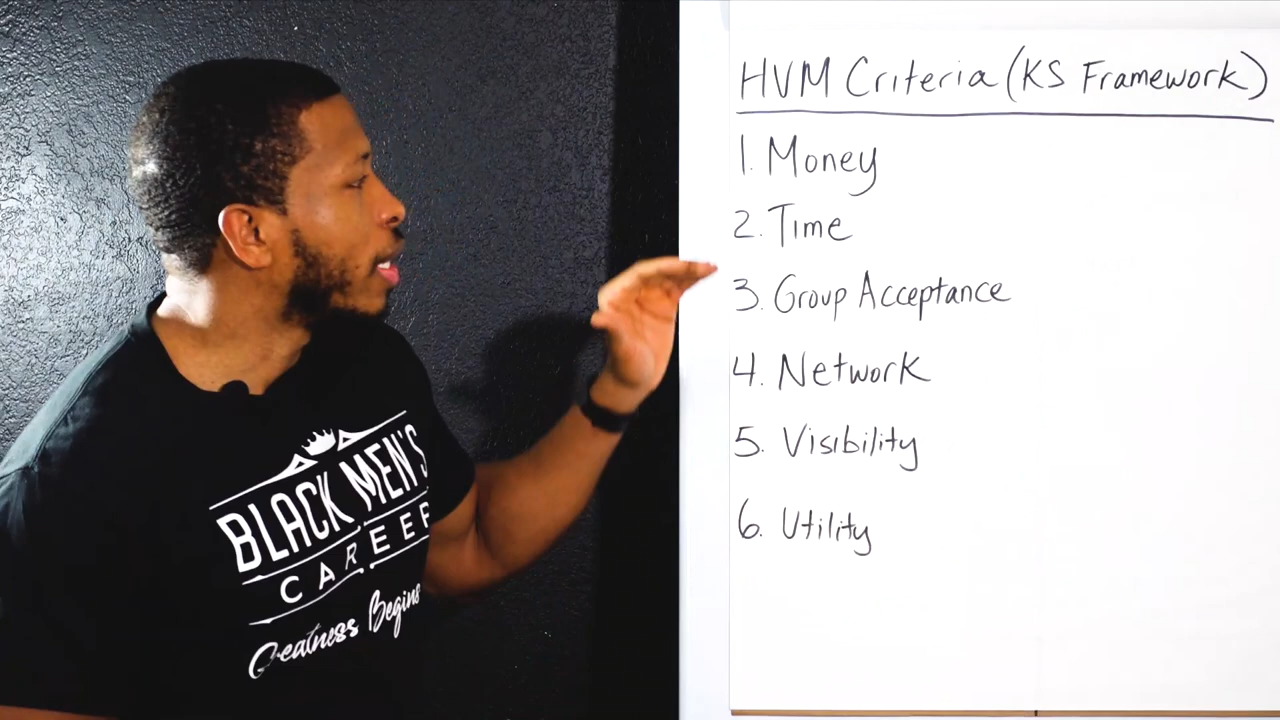 HVM Criteria (KS Framework)
1. Money
2. Time
3. Group Acceptance
4. Network
5. Visibility
6. Utility
BLACK MEN'S
CAREER
Greatness Begins